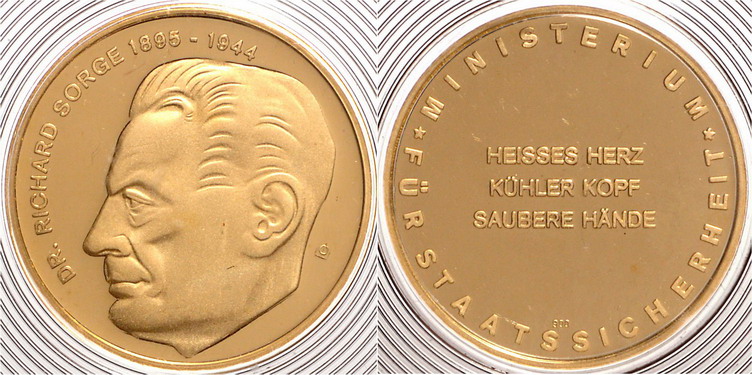 DR. RICHARD SORGE 1895 - 1944
★ MINISTERIUM ★
FÜR STAATSSICHERHEIT
HEISSES HERZ
KÜHLER KOPF
SAUBERE HÄNDE